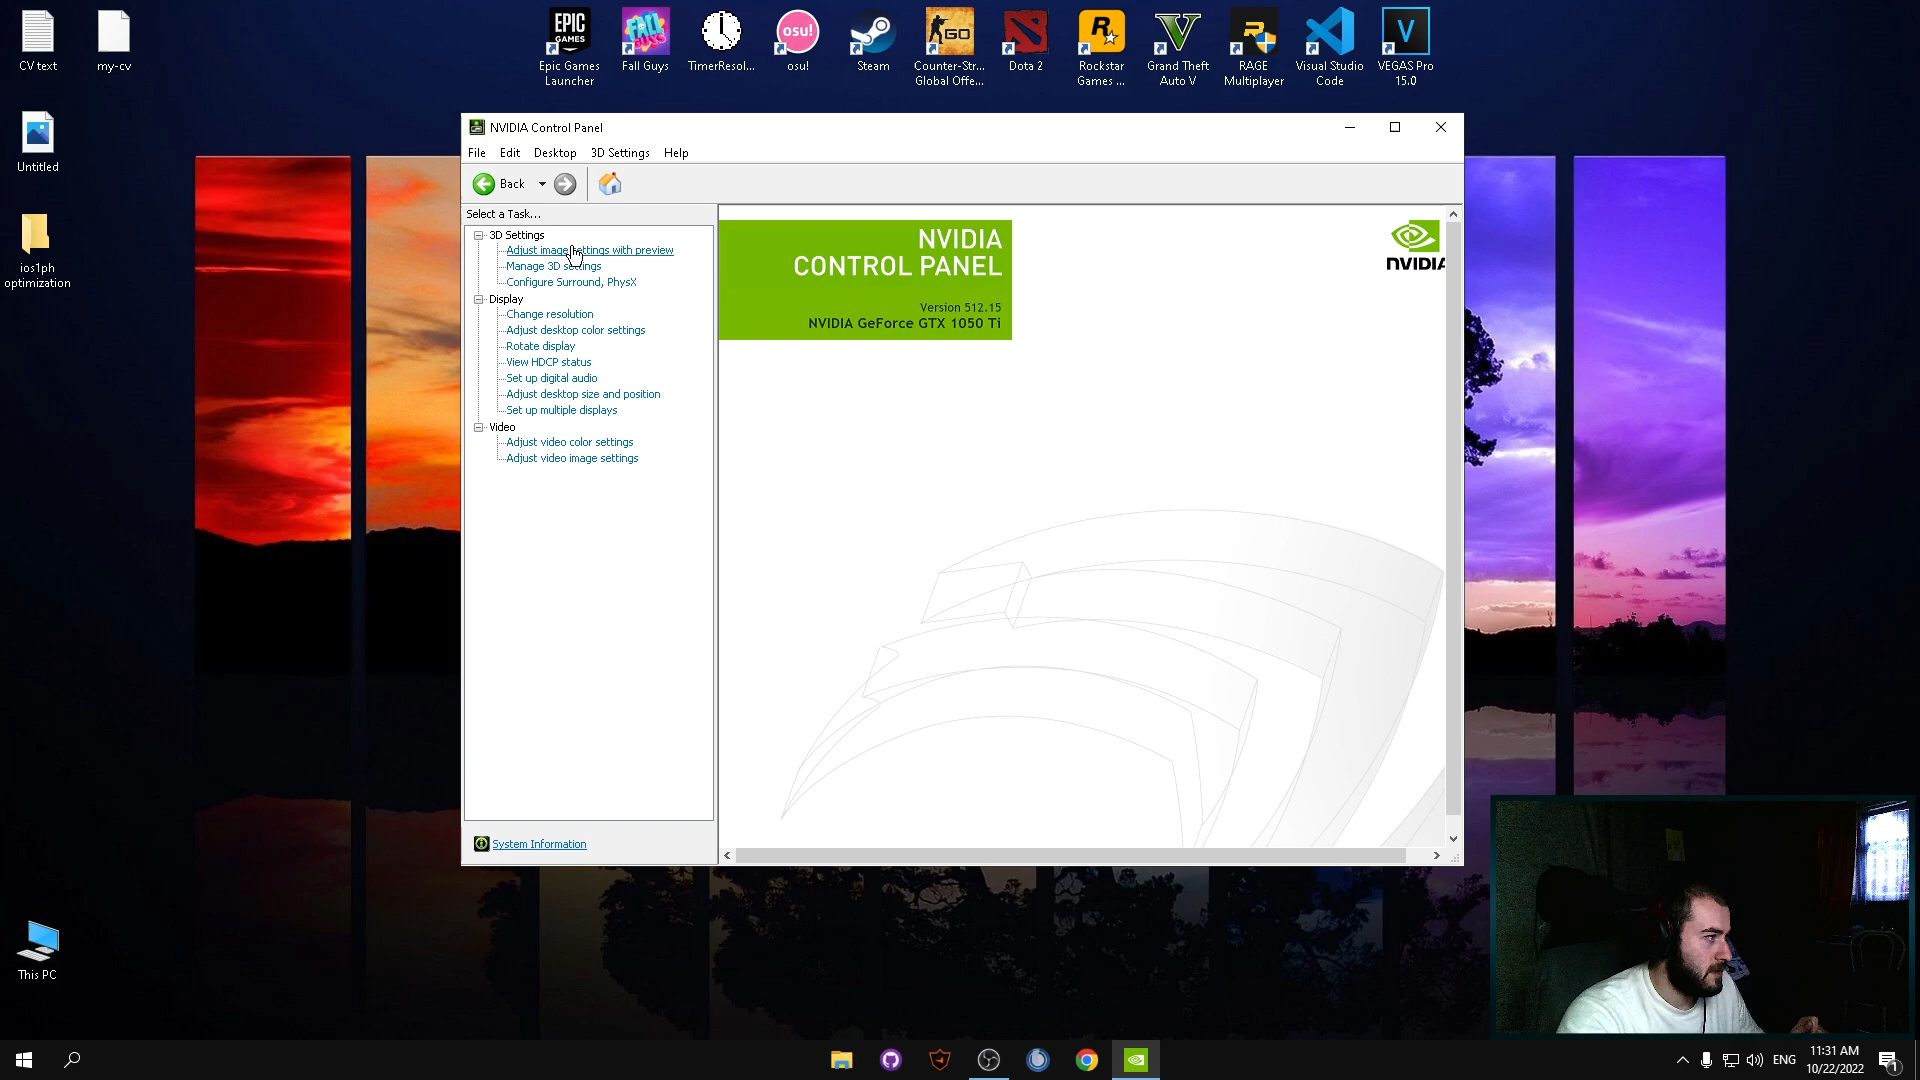 CV text
my-cv
Untitled
ios1ph
optimization
This PC
EPIC
GAMES
Epic Games
Launcher
FALL
GUYS
Fall Guys
TimerResol...
osu!
osu!
Steam
GO
Counter-Str...
Global Offe...
Dota 2
R
Rockstar
Games ...
V
Grand Theft
Auto V
R
RAGE
Multiplayer
Visual Studio
Code
V
VEGAS Pro
15.0
NVIDIA Control Panel
File Edit Desktop 3D Settings Help
Back
Select a Task...
3D Settings
Adjust image settings with preview
Manage 3D settings
Configure Surround, PhysX
Display
Change resolution
Adjust desktop color settings
Rotate display
View HDCP status
Set up digital audio
Adjust desktop size and position
Set up multiple displays
Video
Adjust video color settings
Adjust video image settings
System Information
NVIDIA
CONTROL PANEL
Version 512.15
NVIDIA GeForce GTX 1050 Ti
NVIDIA
ENG
11:31 AM
10/22/2022
1